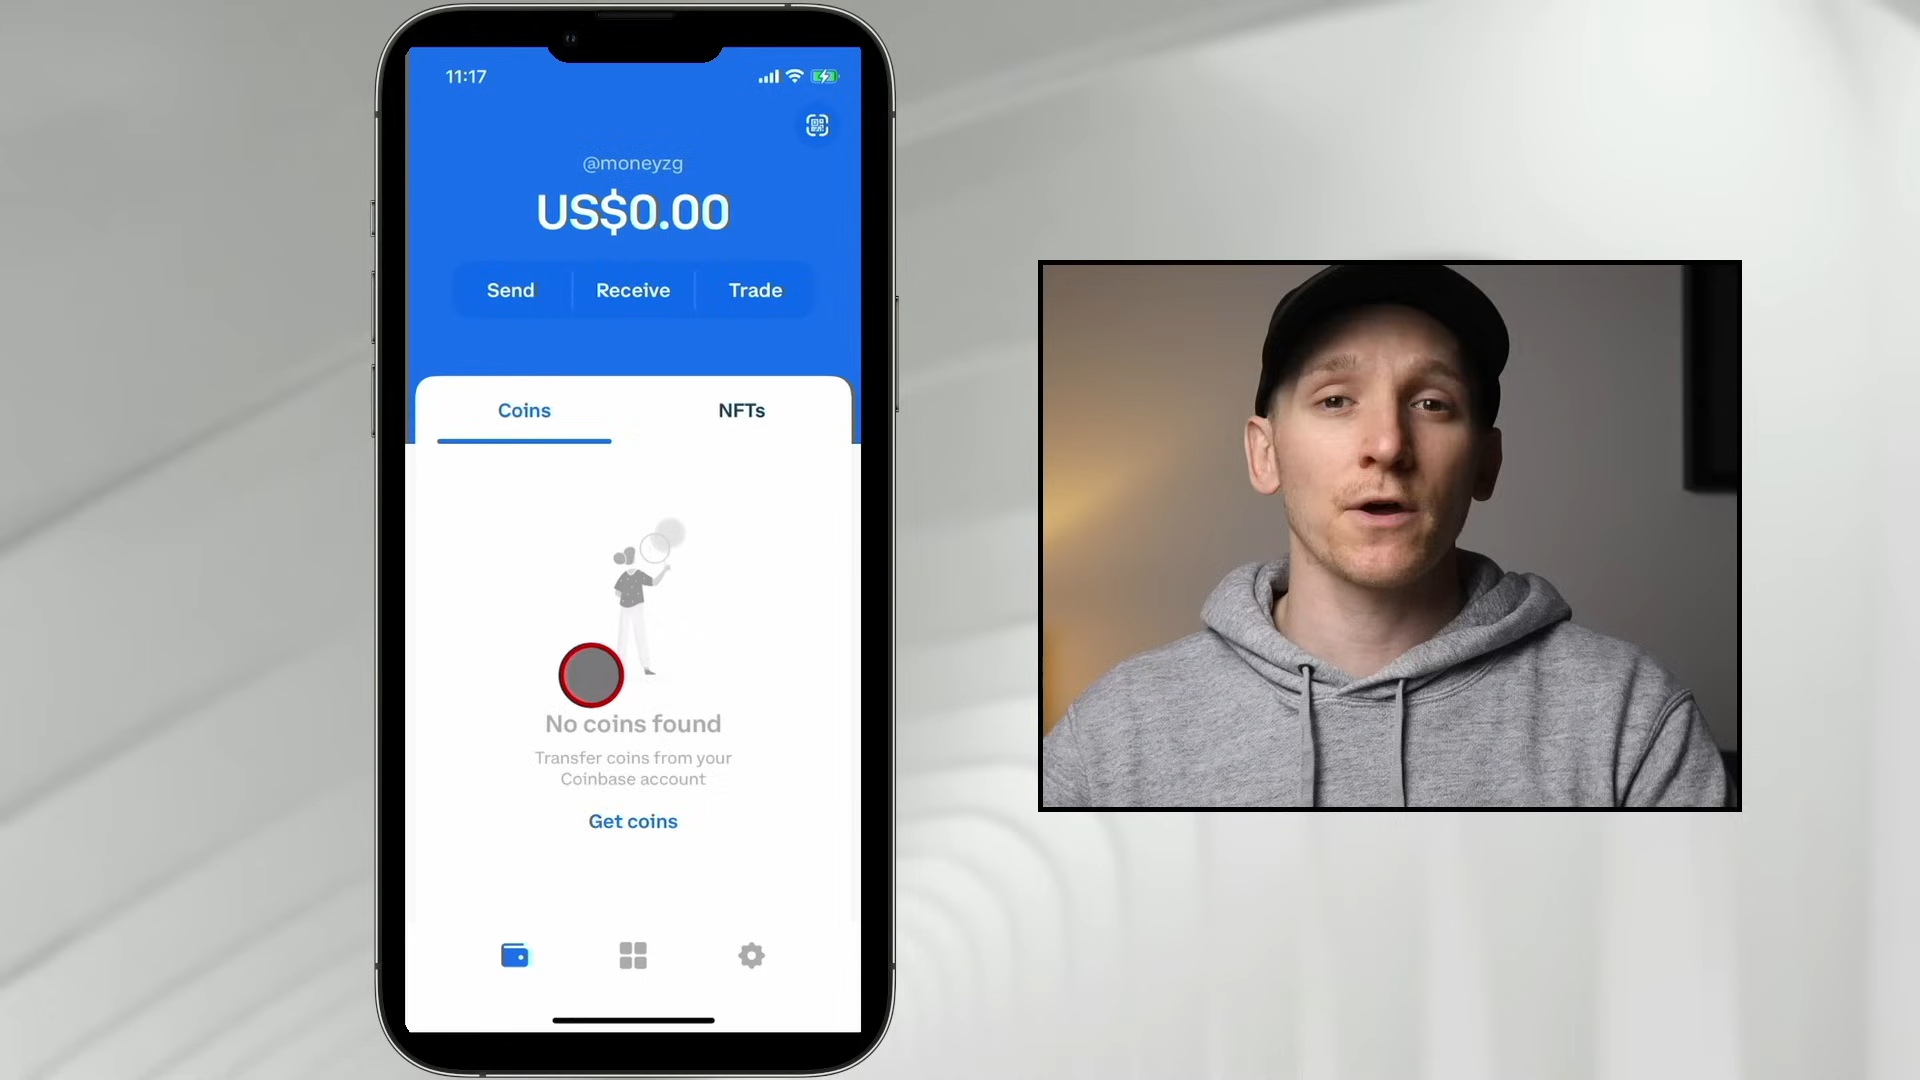 11:17
@moneyzg
US$0.00
Send
Receive
Trade
Coins
NFTs
No coins found
Transfer coins from your
Coinbase account
Get coins